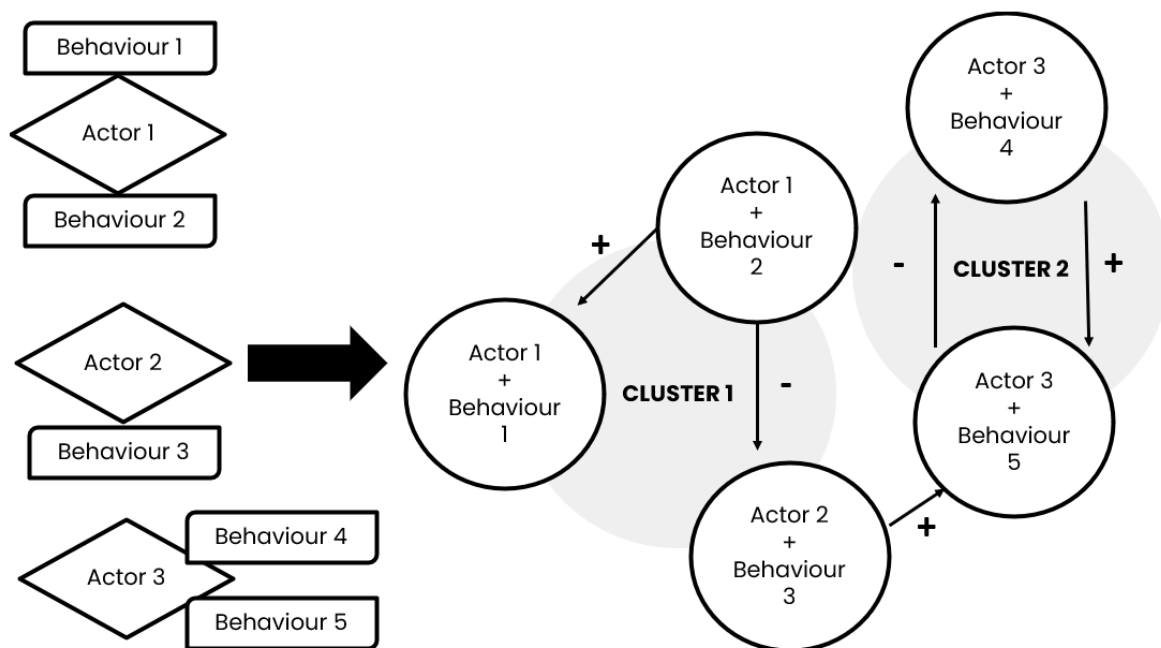 Behaviour 1
Actor 1
Behaviour 2
Actor 2
Behaviour 3
Actor 3
Behaviour 4
Behaviour 5
Actor 1
+
Behaviour
1
+
Actor 1
+
Behaviour
2
CLUSTER 1
-
Actor 2
+
Behaviour
3
+
Actor 3
+
Behaviour
4
-
CLUSTER 2
+
Actor 3
+
Behaviour
5